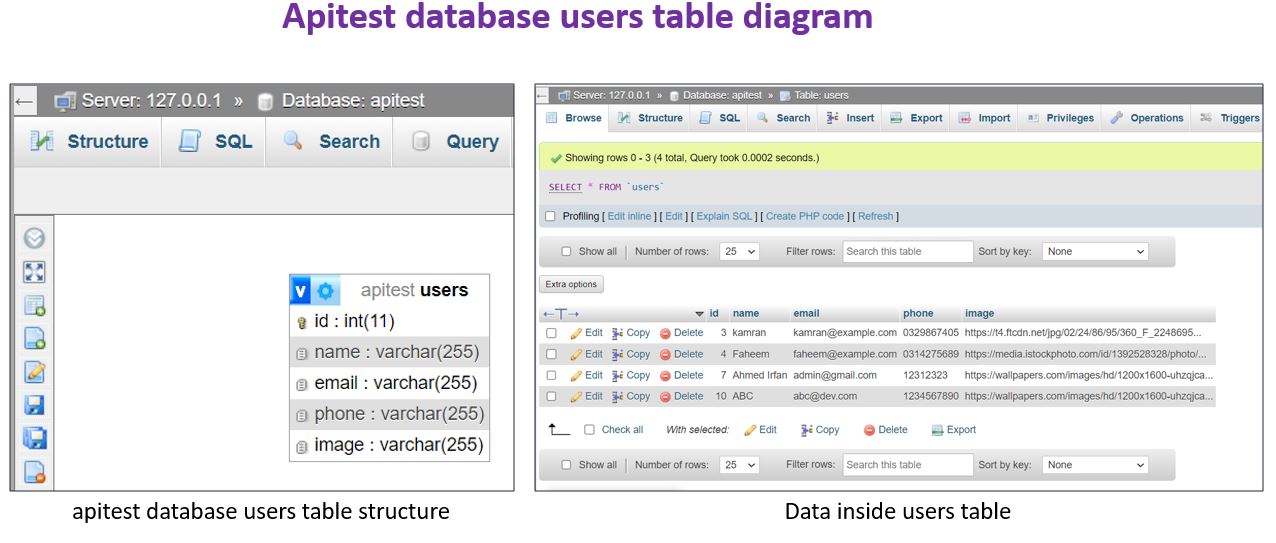 Apitest database users table diagram
← Server: 127.0.0.1 » Database: apitest
Structure SQL Search Query
v apitest users
id : int(11)
name : varchar(255)
email : varchar(255)
phone : varchar(255)
image : varchar(255)
apitest database users table structure
← Server: 127.0.0.1 » Database: apitest » Table: users
Browse Structure SQL Search Insert Export Import Privileges Operations Triggers
Showing rows 0 - 3 (4 total, Query took 0.0002 seconds.)
SELECT * FROM `users`
Profiling [ Edit inline ] [ Edit ] [ Explain SQL ] [ Create PHP code ] [ Refresh ]
Show all Number of rows: 25 Filter rows: Search this table Sort by key: None
Extra options
←T→ id name email phone image
Edit Copy Delete 3 kamran kamran@example.com 0329867405 https://t4.ftcdn.net/jpg/02/24/86/95/360_F_2248695...
Edit Copy Delete 4 Faheem faheem@example.com 0314275689 https://media.istockphoto.com/id/1392528328/photo/...
Edit Copy Delete 7 Ahmed Irfan admin@gmail.com 12312323 https://wallpapers.com/images/hd/1200x1600-uhzqjca...
Edit Copy Delete 10 ABC abc@dev.com 1234567890 https://wallpapers.com/images/hd/1200x1600-uhzqjca...
Check all With selected: Edit Copy Delete Export
Show all Number of rows: 25 Filter rows: Search this table Sort by key: None
Data inside users table